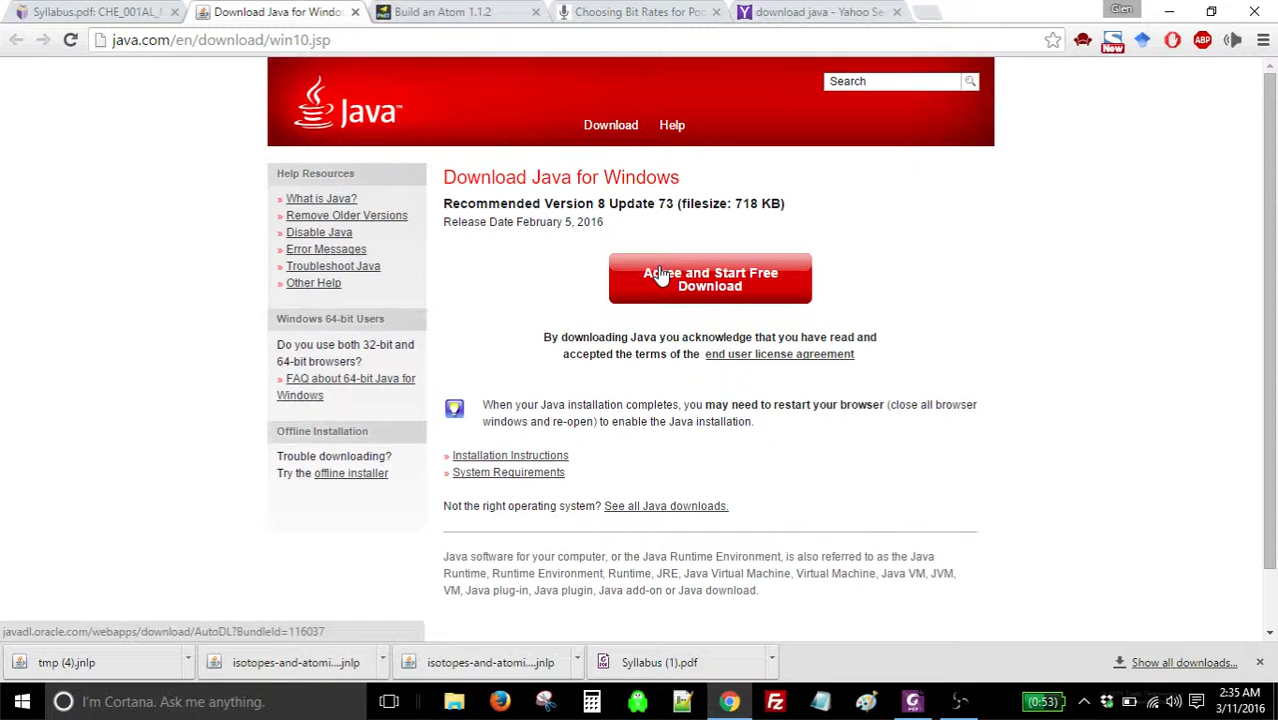 Syllabus.pdf: CHE_001AL_
Download Java for Windo
Build an Atom 1.1.2
Choosing Bit Rates for Po
download java - Yahoo Se
Glen
java.com/en/download/win10.jsp
New
ABP
Java™
Search
Download Help
Help Resources
» What is Java?
» Remove Older Versions
» Disable Java
» Error Messages
» Troubleshoot Java
» Other Help
Windows 64-bit Users
Do you use both 32-bit and
64-bit browsers?
» FAQ about 64-bit Java for
Windows
Offline Installation
Trouble downloading?
Try the offline installer
Download Java for Windows
Recommended Version 8 Update 73 (filesize: 718 KB)
Release Date February 5, 2016
Agree and Start Free
Download
By downloading Java you acknowledge that you have read and
accepted the terms of the end user license agreement
When your Java installation completes, you may need to restart your browser (close all browser
windows and re-open) to enable the Java installation.
» Installation Instructions
» System Requirements
Not the right operating system? See all Java downloads.
Java software for your computer, or the Java Runtime Environment, is also referred to as the Java
Runtime, Runtime Environment, Runtime, JRE, Java Virtual Machine, Virtual Machine, Java VM, JVM,
VM, Java plug-in, Java plugin, Java add-on or Java download.
javadl.oracle.com/webapps/download/AutoDL?BundleId=116037
tmp (4).jnlp
isotopes-and-atomi....jnlp
isotopes-and-atomi....jnlp
Syllabus (1).pdf
Show all downloads...
I'm Cortana. Ask me anything.
(0:53)
2:35 AM
3/11/2016